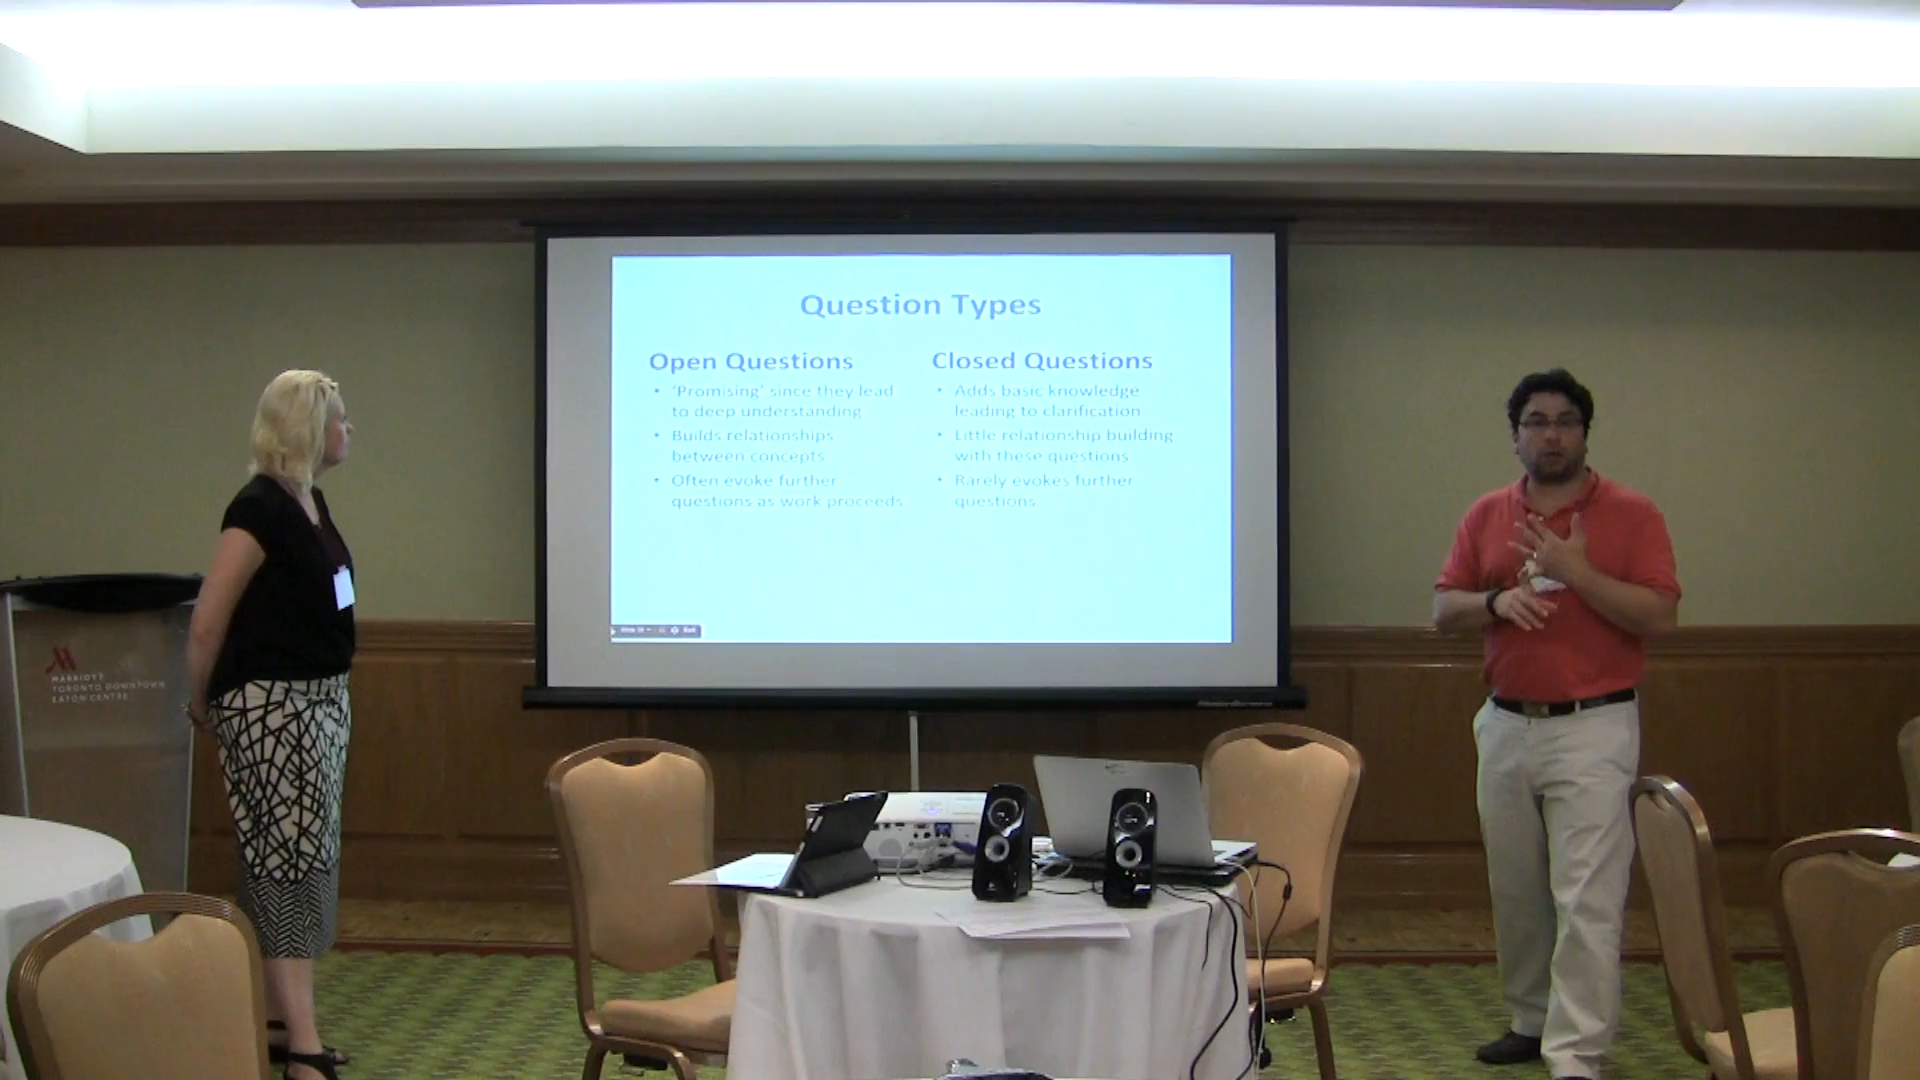 Question Types
Open Questions
• 'Promising' since they lead
to deep understanding
• Builds relationships
between concepts
• Often evoke further
questions as work proceeds
Closed Questions
• Adds basic knowledge
leading to clarification
• Little relationship building
with these questions
• Rarely evokes further
questions
MARRIOTT
TORONTO DOWNTOWN
EATON CENTRE